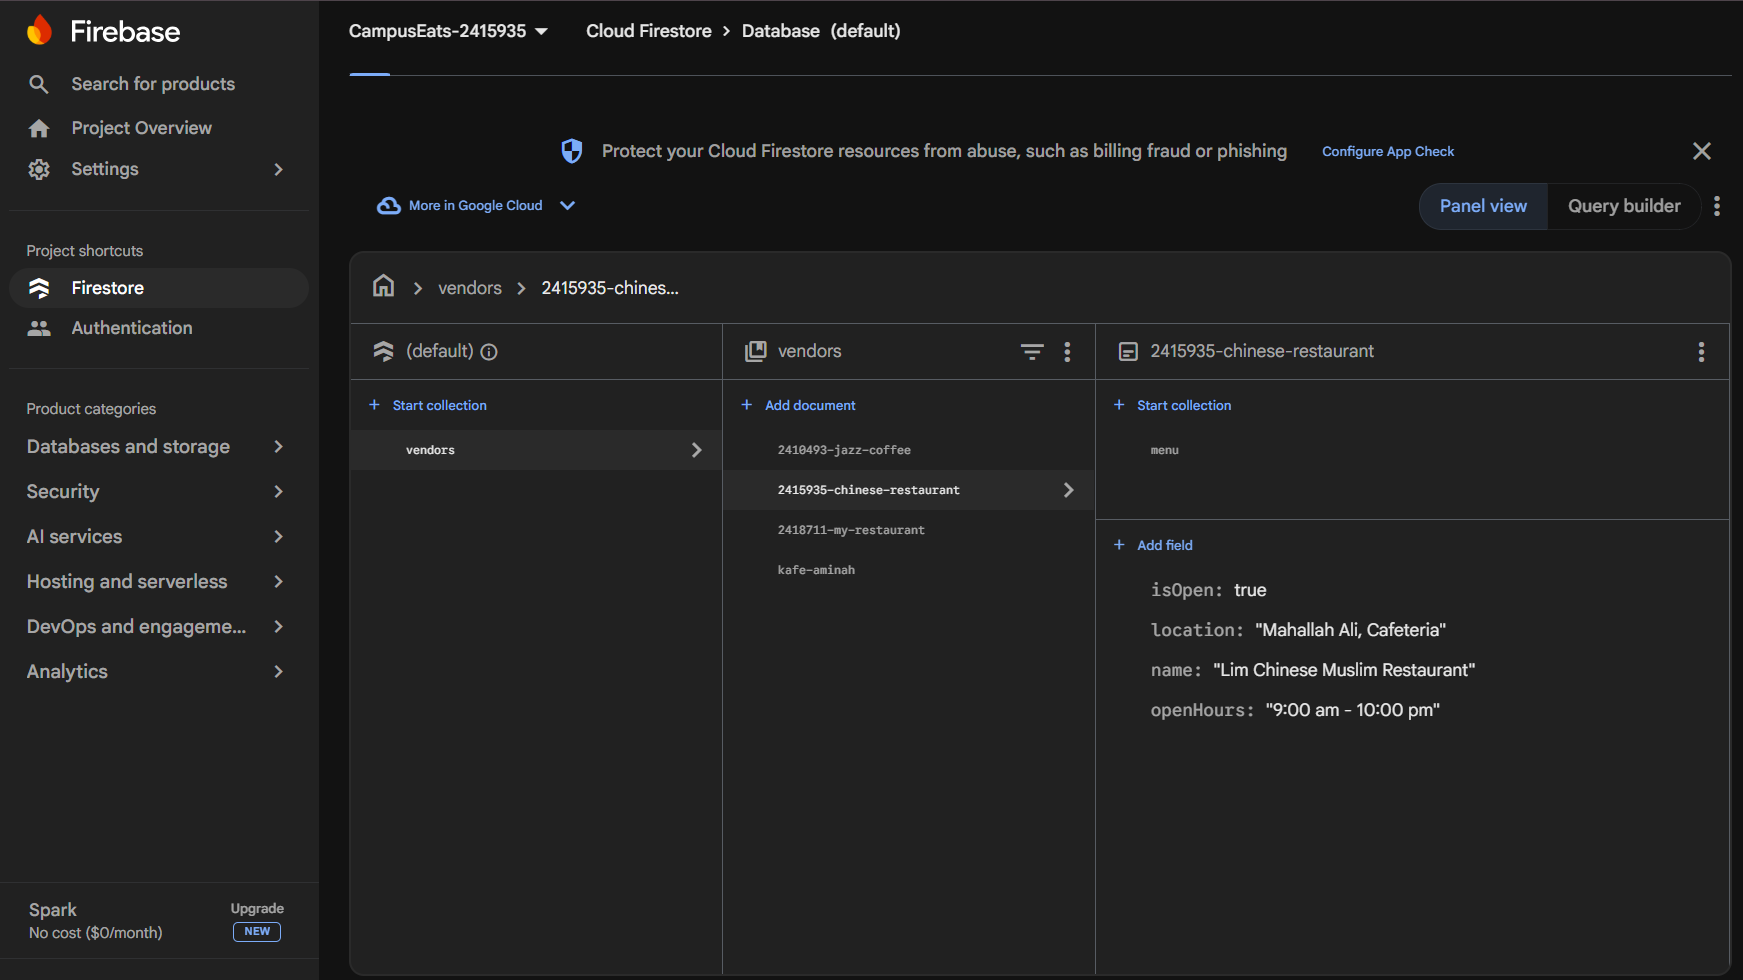 Firebase
Search for products
Project Overview
Settings
Project shortcuts
Firestore
Authentication
Product categories
Databases and storage
Security
AI services
Hosting and serverless
DevOps and engageme...
Analytics
Spark
No cost ($0/month)
Upgrade
NEW
CampusEats-2415935
Cloud Firestore > Database (default)
Protect your Cloud Firestore resources from abuse, such as billing fraud or phishing Configure App Check
More in Google Cloud
Panel view
Query builder
vendors > 2415935-chines...
(default)
+ Start collection
vendors
vendors
+ Add document
2410493-jazz-coffee
2415935-chinese-restaurant
2418711-my-restaurant
kafe-aminah
2415935-chinese-restaurant
+ Start collection
menu
+ Add field
isOpen: true
location: "Mahallah Ali, Cafeteria"
name: "Lim Chinese Muslim Restaurant"
openHours: "9:00 am - 10:00 pm"